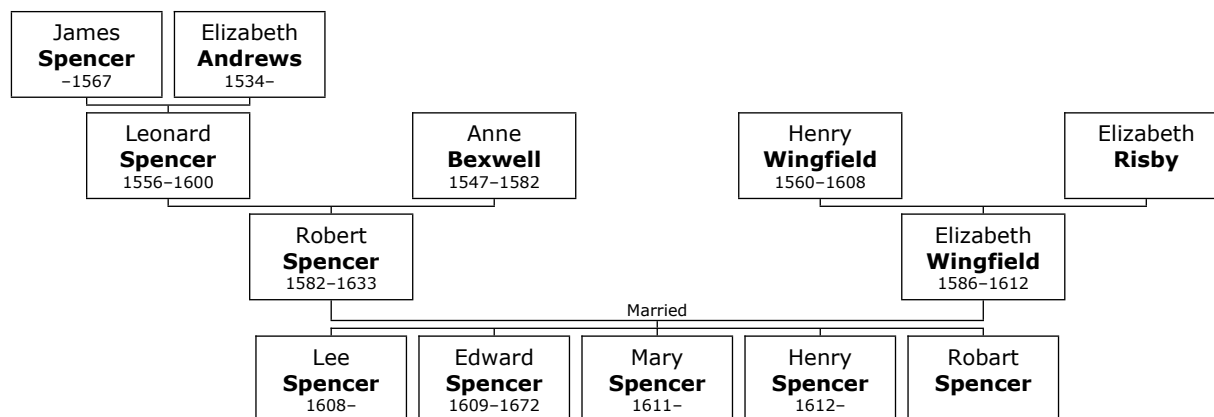 James
Spencer
–1567
Elizabeth
Andrews
1534–
Leonard
Spencer
1556–1600
Anne
Bexwell
1547–1582
Henry
Wingfield
1560–1608
Elizabeth
Risby
Robert
Spencer
1582–1633
Elizabeth
Wingfield
1586–1612
Married
Lee
Spencer
1608–
Edward
Spencer
1609–1672
Mary
Spencer
1611–
Henry
Spencer
1612–
Robart
Spencer